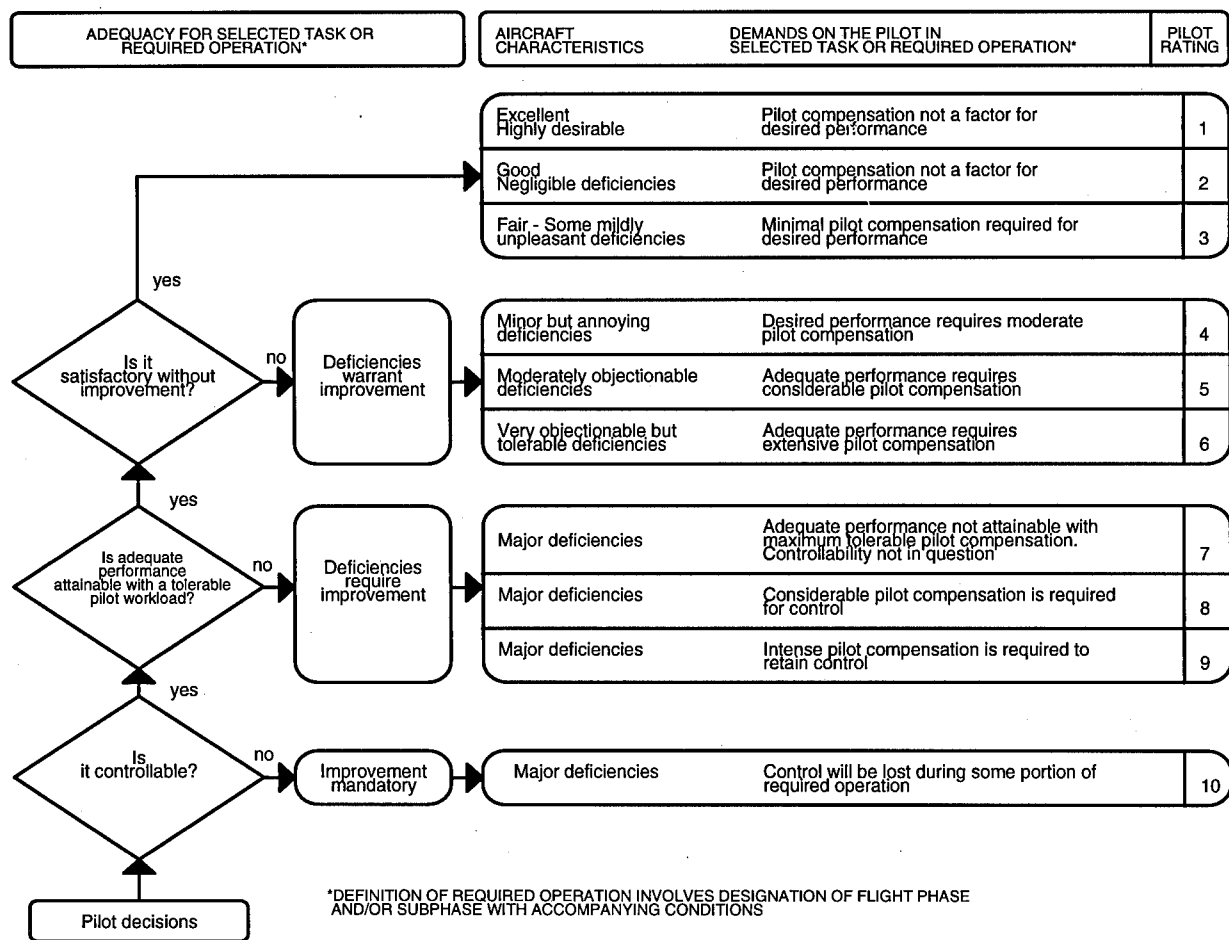 ADEQUACY FOR SELECTED TASK OR
REQUIRED OPERATION*
AIRCRAFT
CHARACTERISTICS
DEMANDS ON THE PILOT IN
SELECTED TASK OR REQUIRED OPERATION*
PILOT
RATING
Excellent
Highly desirable
Pilot compensation not a factor for
desired performance
1
Good
Negligible deficiencies
Pilot compensation not a factor for
desired performance
2
Fair - Some mildly
unpleasant deficiencies
Minimal pilot compensation required for
desired performance
3
yes
Is it
satisfactory without
improvement?
no
Deficiencies
warrant
improvement
Minor but annoying
deficiencies
Desired performance requires moderate
pilot compensation
4
Moderately objectionable
deficiencies
Adequate performance requires
considerable pilot compensation
5
Very objectionable but
tolerable deficiencies
Adequate performance requires
extensive pilot compensation
6
yes
Is adequate
performance
attainable with a tolerable
pilot workload?
no
Deficiencies
require
improvement
Major deficiencies
Adequate performance not attainable with
maximum tolerable pilot compensation.
Controllability not in question
7
Major deficiencies
Considerable pilot compensation is required
for control
8
Major deficiencies
Intense pilot compensation is required to
retain control
9
yes
Is
it controllable?
no
Improvement
mandatory
Major deficiencies
Control will be lost during some portion of
required operation
10
Pilot decisions
*DEFINITION OF REQUIRED OPERATION INVOLVES DESIGNATION OF FLIGHT PHASE
AND/OR SUBPHASE WITH ACCOMPANYING CONDITIONS